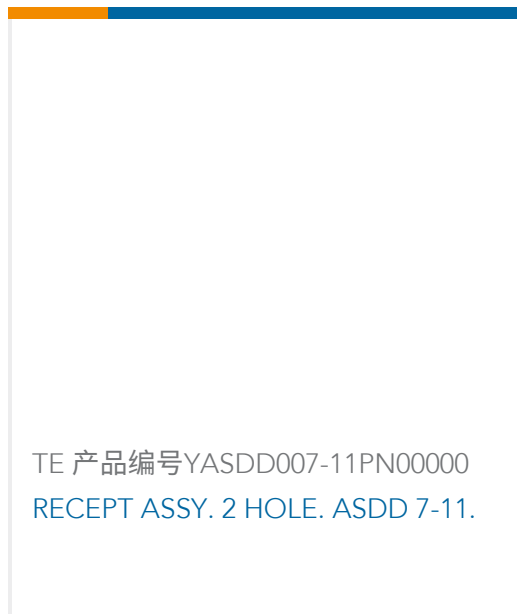 TE 产品编号YASDD007-11PN00000
RECEPT ASSY. 2 HOLE. ASDD 7-11.